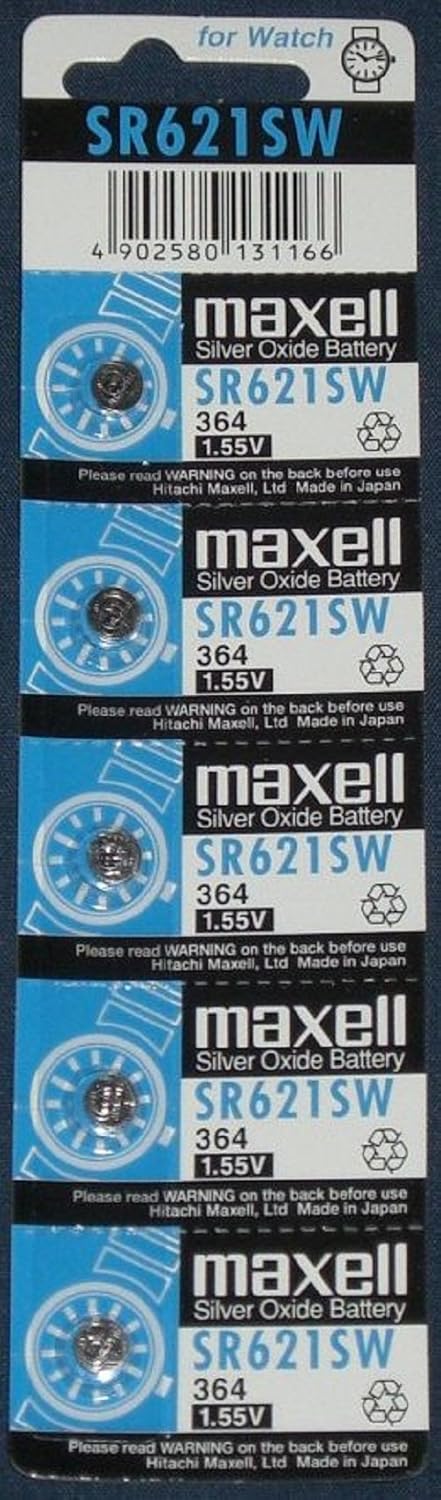 for Watch
SR621SW
4 902580 131166
maxell
Silver Oxide Battery
SR621SW
364
1.55V
Please read WARNING on the back before use
Hitachi Maxell, Ltd Made in Japan
maxell
Silver Oxide Battery
SR621SW
364
1.55V
Please read WARNING on the back before use
Hitachi Maxell, Ltd Made in Japan
maxell
Silver Oxide Battery
SR621SW
364
1.55V
Please read WARNING on the back before use
Hitachi Maxell, Ltd Made in Japan
maxell
Silver Oxide Battery
SR621SW
364
1.55V
Please read WARNING on the back before use
Hitachi Maxell, Ltd Made in Japan
maxell
Silver Oxide Battery
SR621SW
364
1.55V
Please read WARNING on the back before use
Hitachi Maxell, Ltd Made in Japan